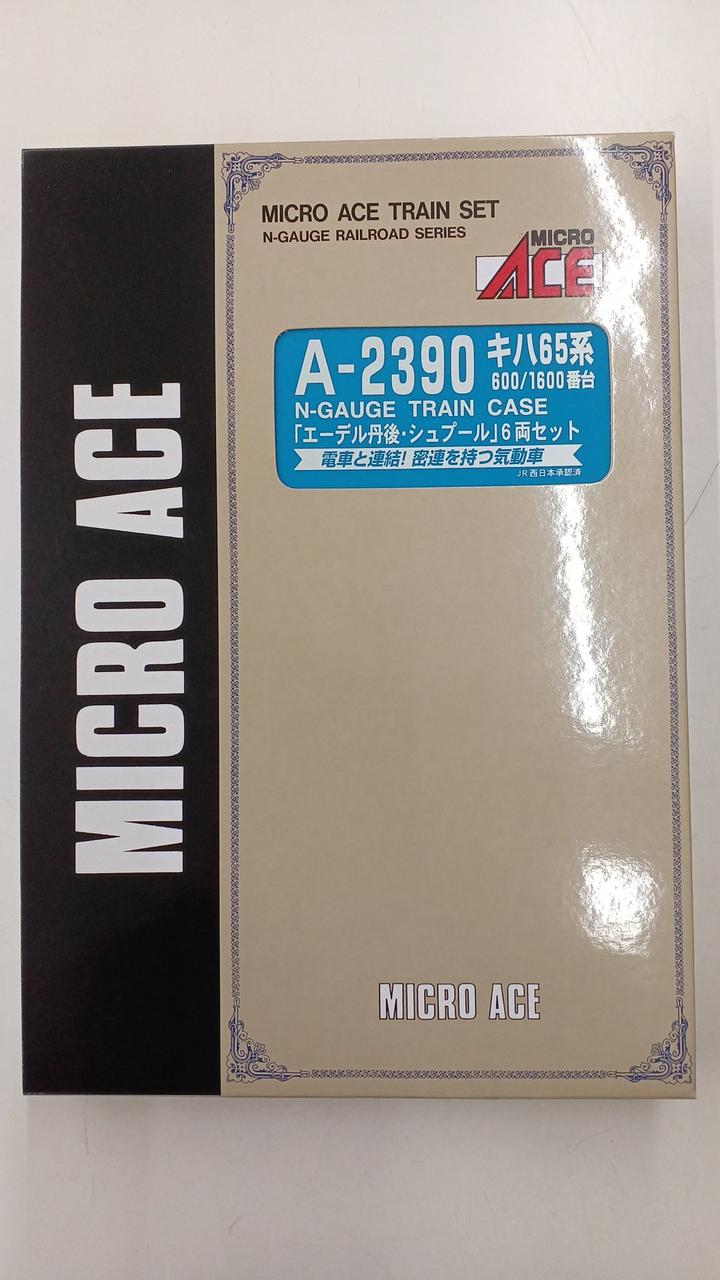 MICRO ACE
MICRO ACE TRAIN SET
N-GAUGE RAILROAD SERIES
MICRO
ACE
A-2390 キハ65系
600/1600番台
N-GAUGE TRAIN CASE
「エーデル丹後・シュプール」6両セット
電車と連結!密連を持つ気動車
JR西日本承認済
MICRO ACE